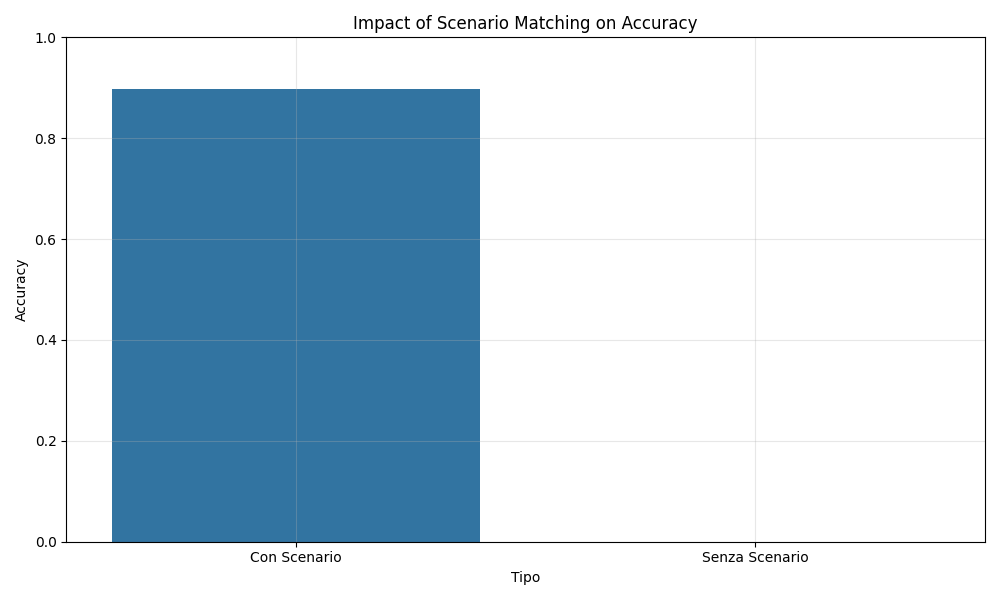 Impact of Scenario Matching on Accuracy
1.0
0.8
0.6
0.4
0.2
0.0
Accuracy
Con Scenario
Senza Scenario
Tipo